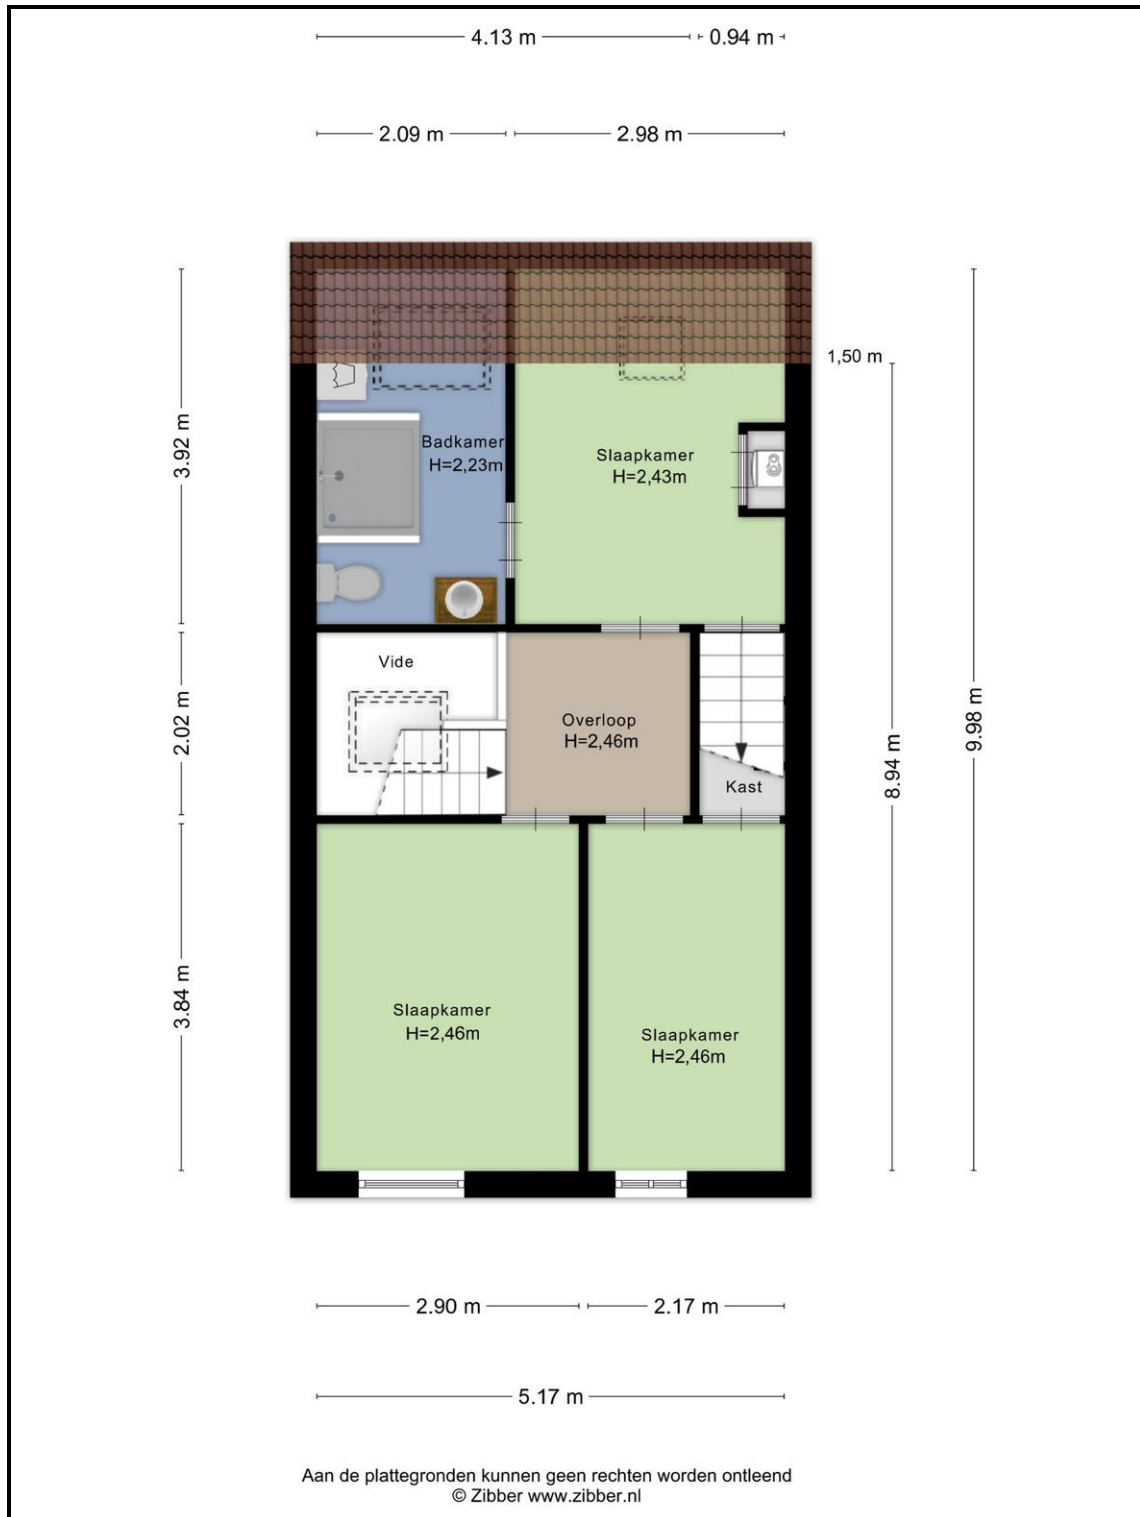 4.13 m 0.94 m
2.09 m 2.98 m
1,50 m
3.92 m
Badkamer
H=2,23m
Slaapkamer
H=2,43m
2.02 m
Vide
Overloop
H=2,46m
Kast
9.98 m
8.94 m
3.84 m
Slaapkamer
H=2,46m
Slaapkamer
H=2,46m
2.90 m 2.17 m
5.17 m
Aan de plattegronden kunnen geen rechten worden ontleend
© Zibber www.zibber.nl